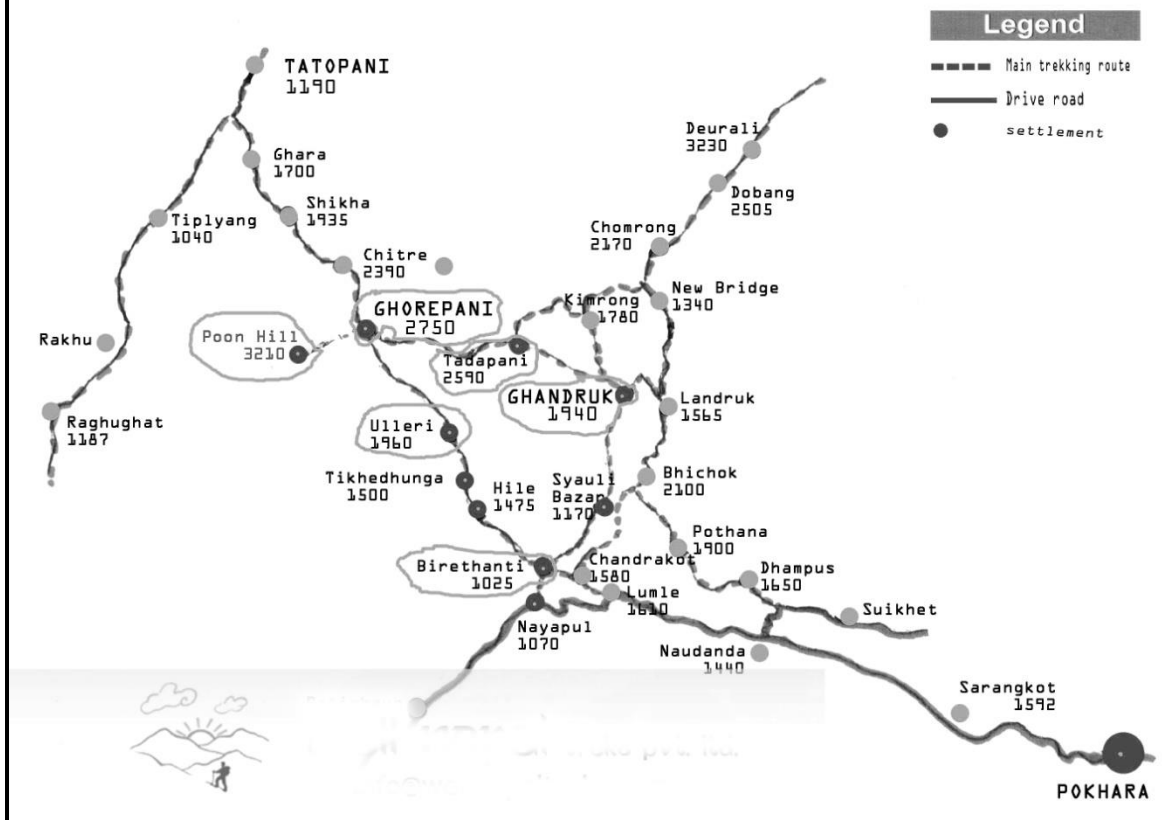 Legend
Main trekking route
Drive road
settlement
TATOPANI
1190
Deurali
3230
Ghara
1700
Dobang
2505
Shikha
1935
Tiplyang
1040
Chomrong
2170
Chitre
2390
New Bridge
1340
Kimrong
1780
GHOREPANI
2750
Rakhu
Poon Hill
3210
Tadapani
2590
GHANDRUK
1940
Landruk
1565
Raghughat
1187
Ulleri
1960
Tikhedhunga
1500
Hile
1475
Syauli
Bazar
1170
Bhichok
2100
Pothana
1900
Birethanti
1025
Chandrakot
1580
Dhampus
1650
Lumle
1610
Suikhet
Nayapul
1070
Naudanda
1440
Sarangkot
1592
POKHARA